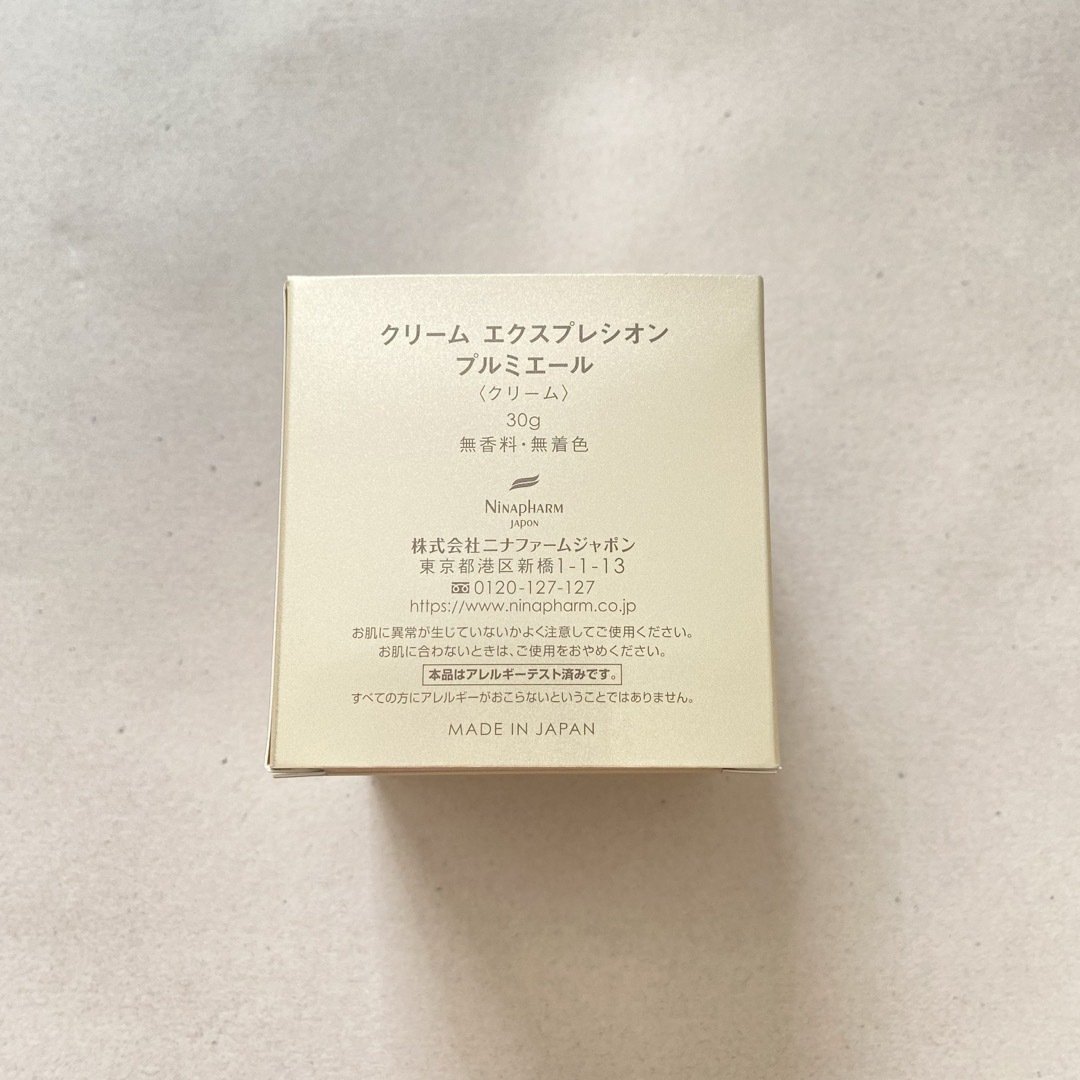 クリーム エクスプレシオン
プルミエール
〈クリーム〉
30g
無香料・無着色
NINAPHARM
JAPON
株式会社ニナファームジャポン
東京都港区新橋1-1-13
0120-127-127
https://www.ninapharm.co.jp
お肌に異常が生じていないかよく注意してご使用ください。
お肌に合わないときは、ご使用をおやめください。
本品はアレルギーテスト済みです。
すべての方にアレルギーがおこらないということではありません。
MADE IN JAPAN